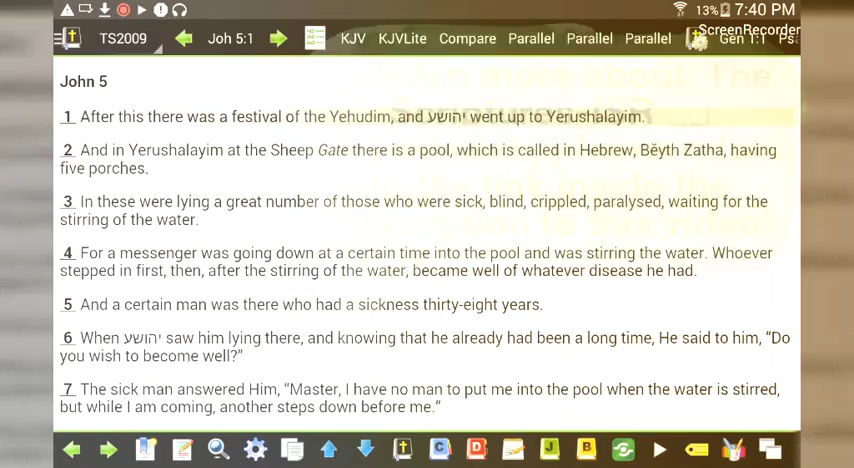 13% 7:40 PM
ScreenRecorder
TS2009 Joh 5:1 KJV KJVLite Compare Parallel Parallel Parallel Gen 1:1 Ps
John 5
1 After this there was a festival of the Yehudim, and יהושע went up to Yerushalayim.
2 And in Yerushalayim at the Sheep Gate there is a pool, which is called in Hebrew, Bĕyth Zatha, having
five porches.
3 In these were lying a great number of those who were sick, blind, crippled, paralysed, waiting for the
stirring of the water.
4 For a messenger was going down at a certain time into the pool and was stirring the water. Whoever
stepped in first, then, after the stirring of the water, became well of whatever disease he had.
5 And a certain man was there who had a sickness thirty-eight years.
6 When יהושע saw him lying there, and knowing that he already had been a long time, He said to him, “Do
you wish to become well?”
7 The sick man answered Him, “Master, I have no man to put me into the pool when the water is stirred,
but while I am coming, another steps down before me.”
C D J B